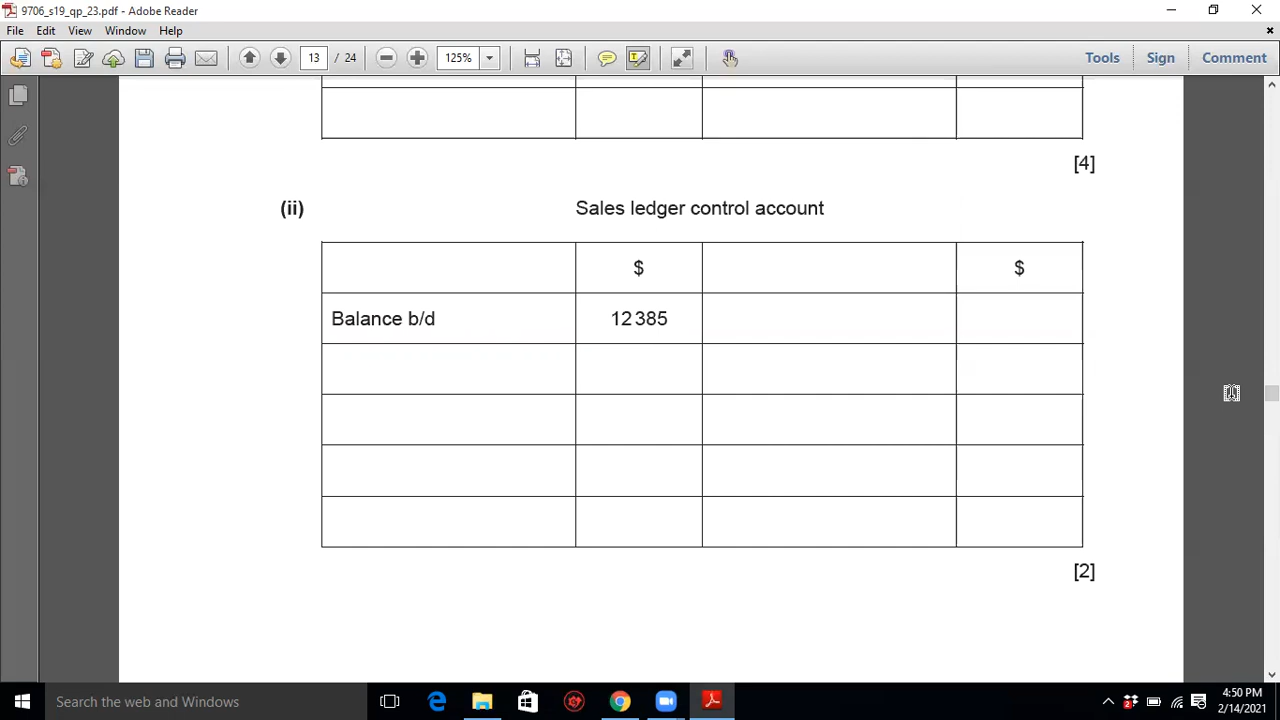 9706_s19_qp_23.pdf - Adobe Reader
File Edit View Window Help
13 / 24 125% Tools Sign Comment
[4]
(ii) Sales ledger control account
$ $
Balance b/d 12 385
[2]
Search the web and Windows
4:50 PM
2/14/2021